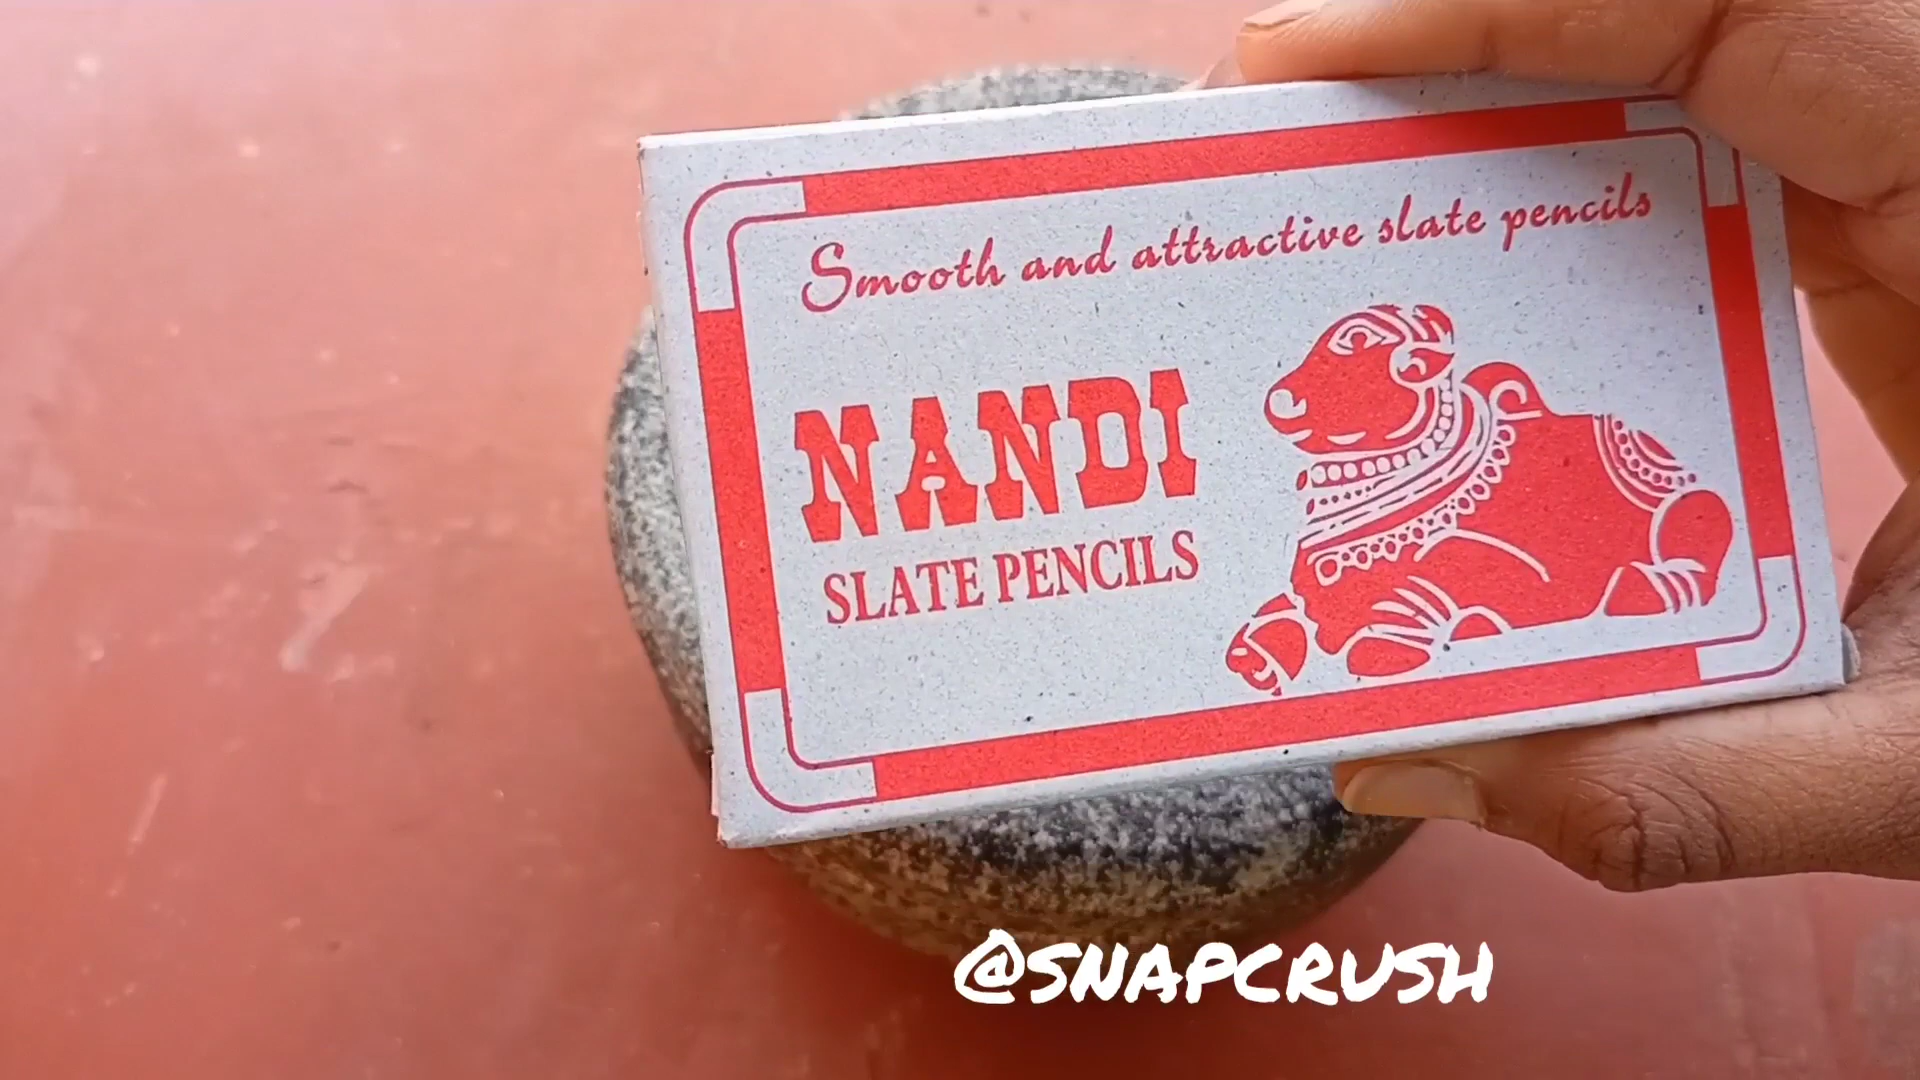 Smooth and attractive slate pencils
NANDI
SLATE PENCILS
@SNAPCRUSH